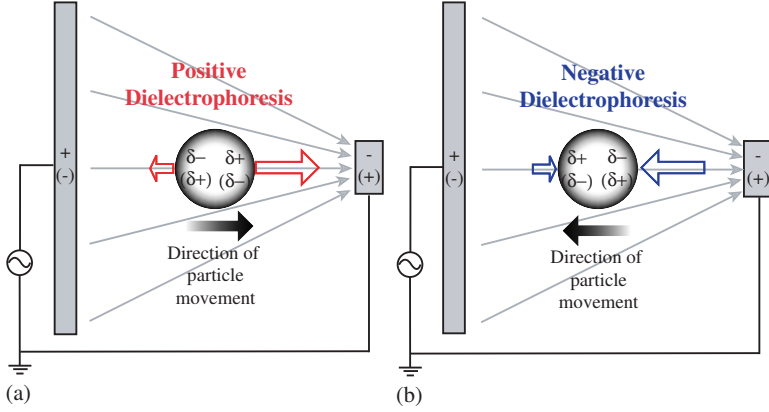 Positive
Dielectrophoresis
+
(-)
δ− δ+
(δ+) (δ−)
-
(+)
Direction of
particle
movement
(a)
Negative
Dielectrophoresis
+
(-)
δ+ δ−
(δ−) (δ+)
-
(+)
Direction of
particle
movement
(b)